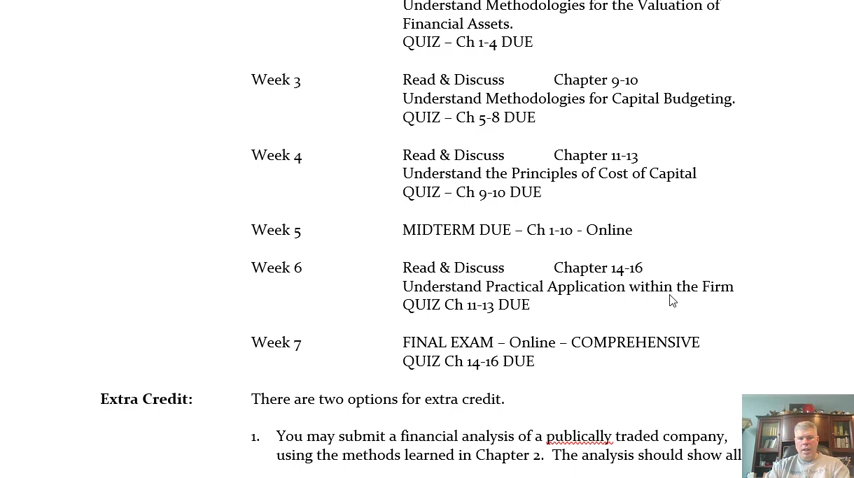 Understand Methodologies for the Valuation of
Financial Assets.
QUIZ – Ch 1-4 DUE
Week 3 Read & Discuss Chapter 9-10
Understand Methodologies for Capital Budgeting.
QUIZ – Ch 5-8 DUE
Week 4 Read & Discuss Chapter 11-13
Understand the Principles of Cost of Capital
QUIZ – Ch 9-10 DUE
Week 5 MIDTERM DUE – Ch 1-10 - Online
Week 6 Read & Discuss Chapter 14-16
Understand Practical Application within the Firm
QUIZ Ch 11-13 DUE
Week 7 FINAL EXAM – Online – COMPREHENSIVE
QUIZ Ch 14-16 DUE
Extra Credit: There are two options for extra credit.
1. You may submit a financial analysis of a publically traded company,
using the methods learned in Chapter 2. The analysis should show all